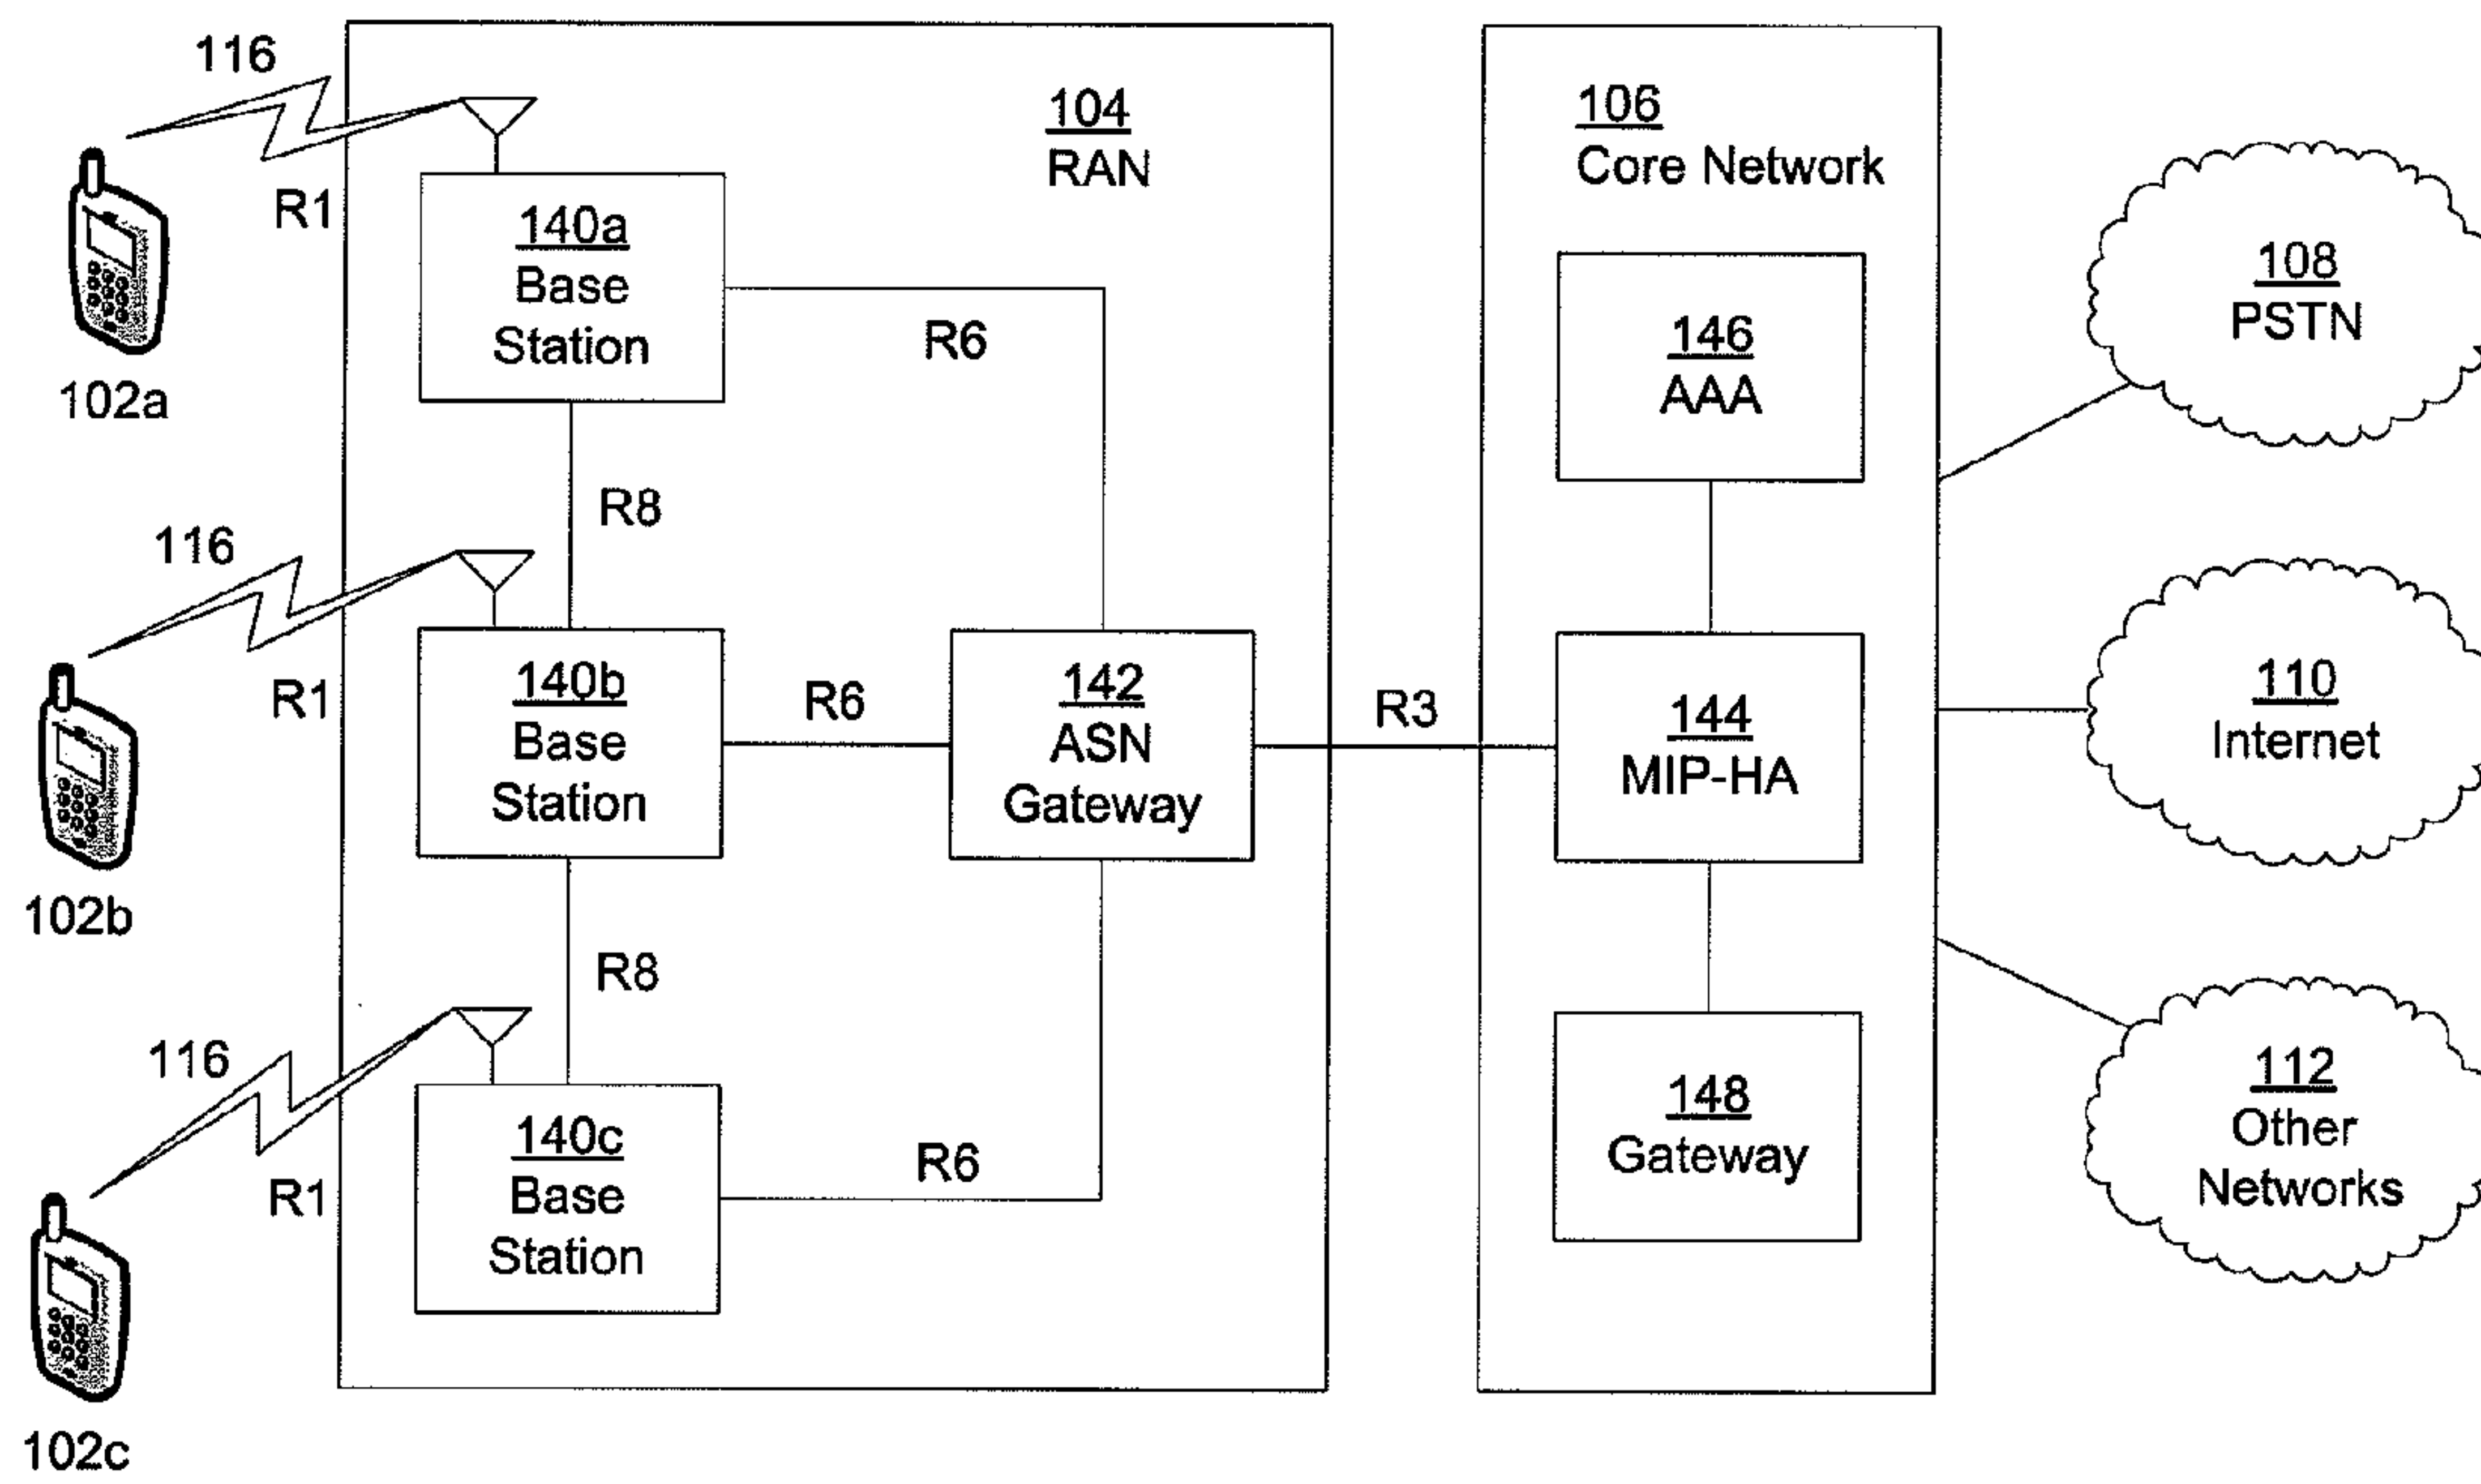 116
R1
102a
116
R1
102b
116
R1
102c
104
RAN
140a
Base
Station
R6
R8
140b
Base
Station
R6
142
ASN
Gateway
R8
140c
Base
Station
R6
R3
106
Core Network
146
AAA
144
MIP-HA
148
Gateway
108
PSTN
110
Internet
112
Other
Networks